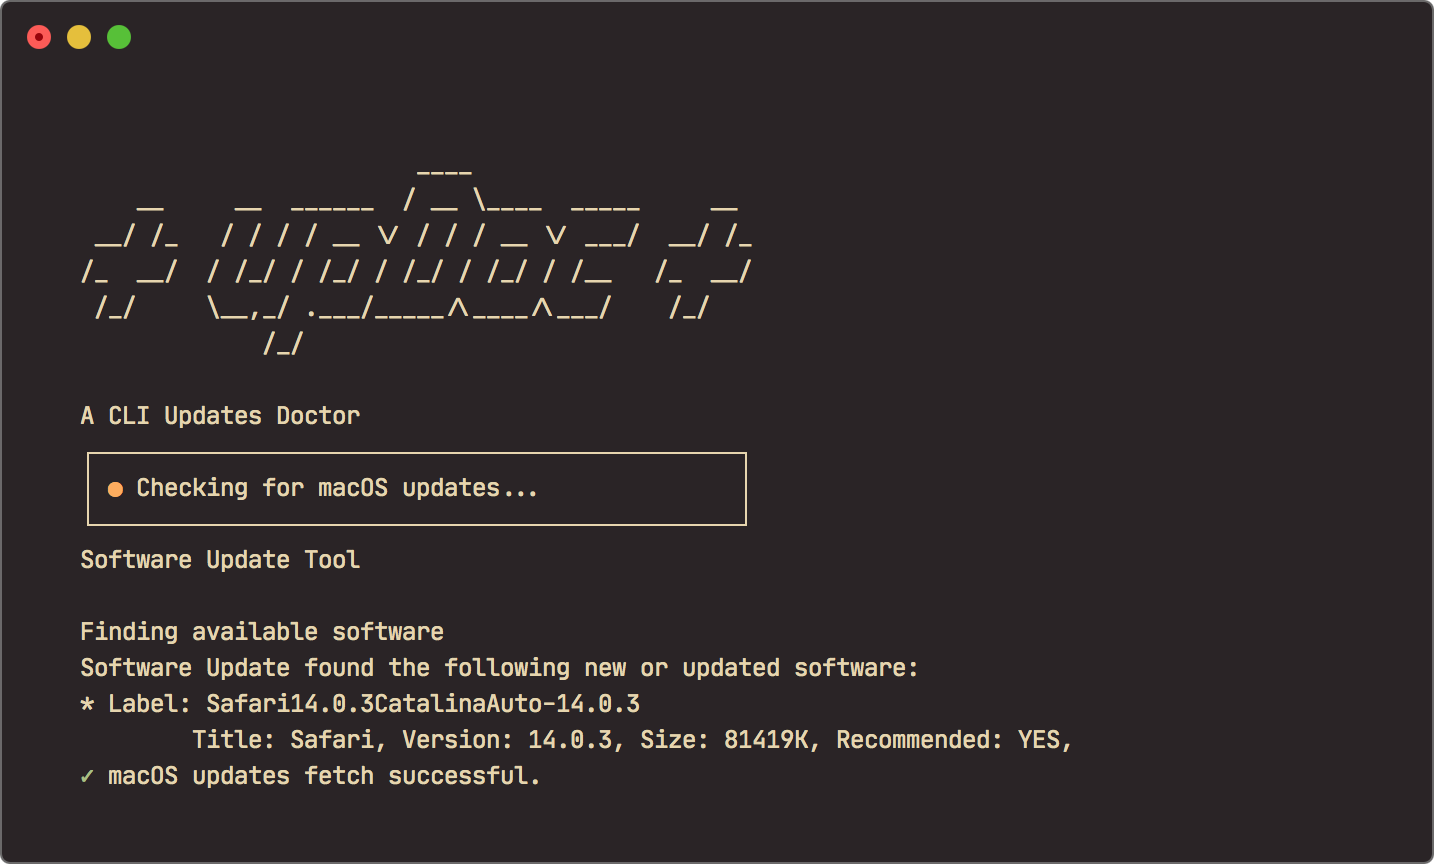 ____
    __     __  ______  / __ \____  _____     __
 __/ /_   / / / / __ \/ / / / __ \/ ___/  __/ /_
/_  __/  / /_/ / /_/ / /_/ / /_/ / /__   /_  __/
 /_/     \__,_/ .___/_____/\____/\___/    /_/
             /_/
A CLI Updates Doctor
● Checking for macOS updates...
Software Update Tool
Finding available software
Software Update found the following new or updated software:
* Label: Safari14.0.3CatalinaAuto-14.0.3
        Title: Safari, Version: 14.0.3, Size: 81419K, Recommended: YES,
✓ macOS updates fetch successful.